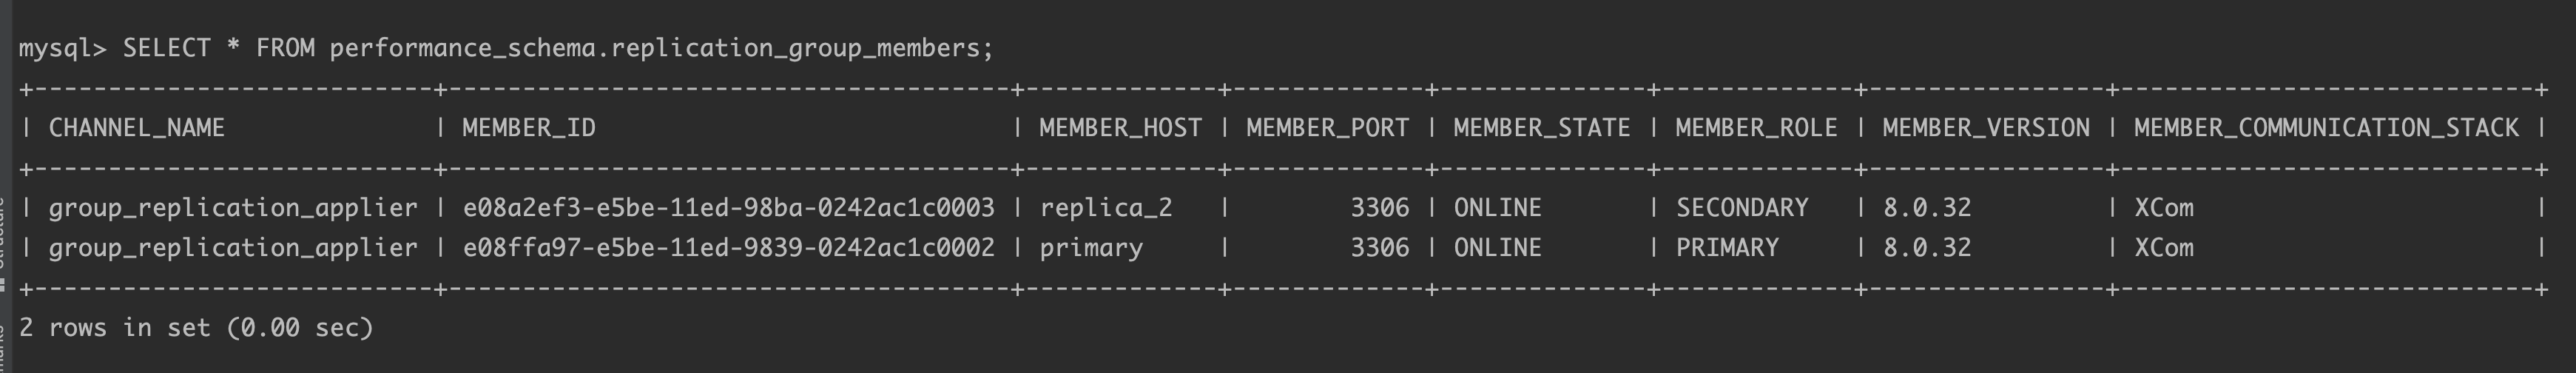 mysql> SELECT * FROM performance_schema.replication_group_members;
+---------------------------+--------------------------------------+-------------+-------------+--------------+-------------+----------------+----------------------------+
| CHANNEL_NAME              | MEMBER_ID                            | MEMBER_HOST | MEMBER_PORT | MEMBER_STATE | MEMBER_ROLE | MEMBER_VERSION | MEMBER_COMMUNICATION_STACK |
+---------------------------+--------------------------------------+-------------+-------------+--------------+-------------+----------------+----------------------------+
| group_replication_applier | e08a2ef3-e5be-11ed-98ba-0242ac1c0003 | replica_2   |        3306 | ONLINE       | SECONDARY   | 8.0.32         | XCom                       |
| group_replication_applier | e08ffa97-e5be-11ed-9839-0242ac1c0002 | primary     |        3306 | ONLINE       | PRIMARY     | 8.0.32         | XCom                       |
+---------------------------+--------------------------------------+-------------+-------------+--------------+-------------+----------------+----------------------------+
2 rows in set (0.00 sec)